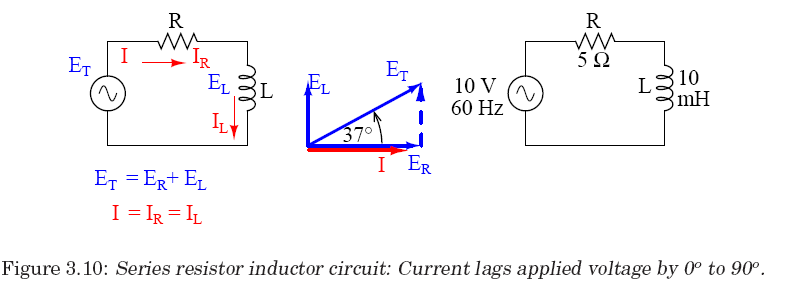 R
E_T
I
I_R
E_L
L
I_L
E_T = E_R + E_L
I = I_R = I_L
E_L
E_T
37°
I
E_R
R
5 Ω
10 V
60 Hz
L
10
mH
Figure 3.10: Series resistor inductor circuit: Current lags applied voltage by 0° to 90°.